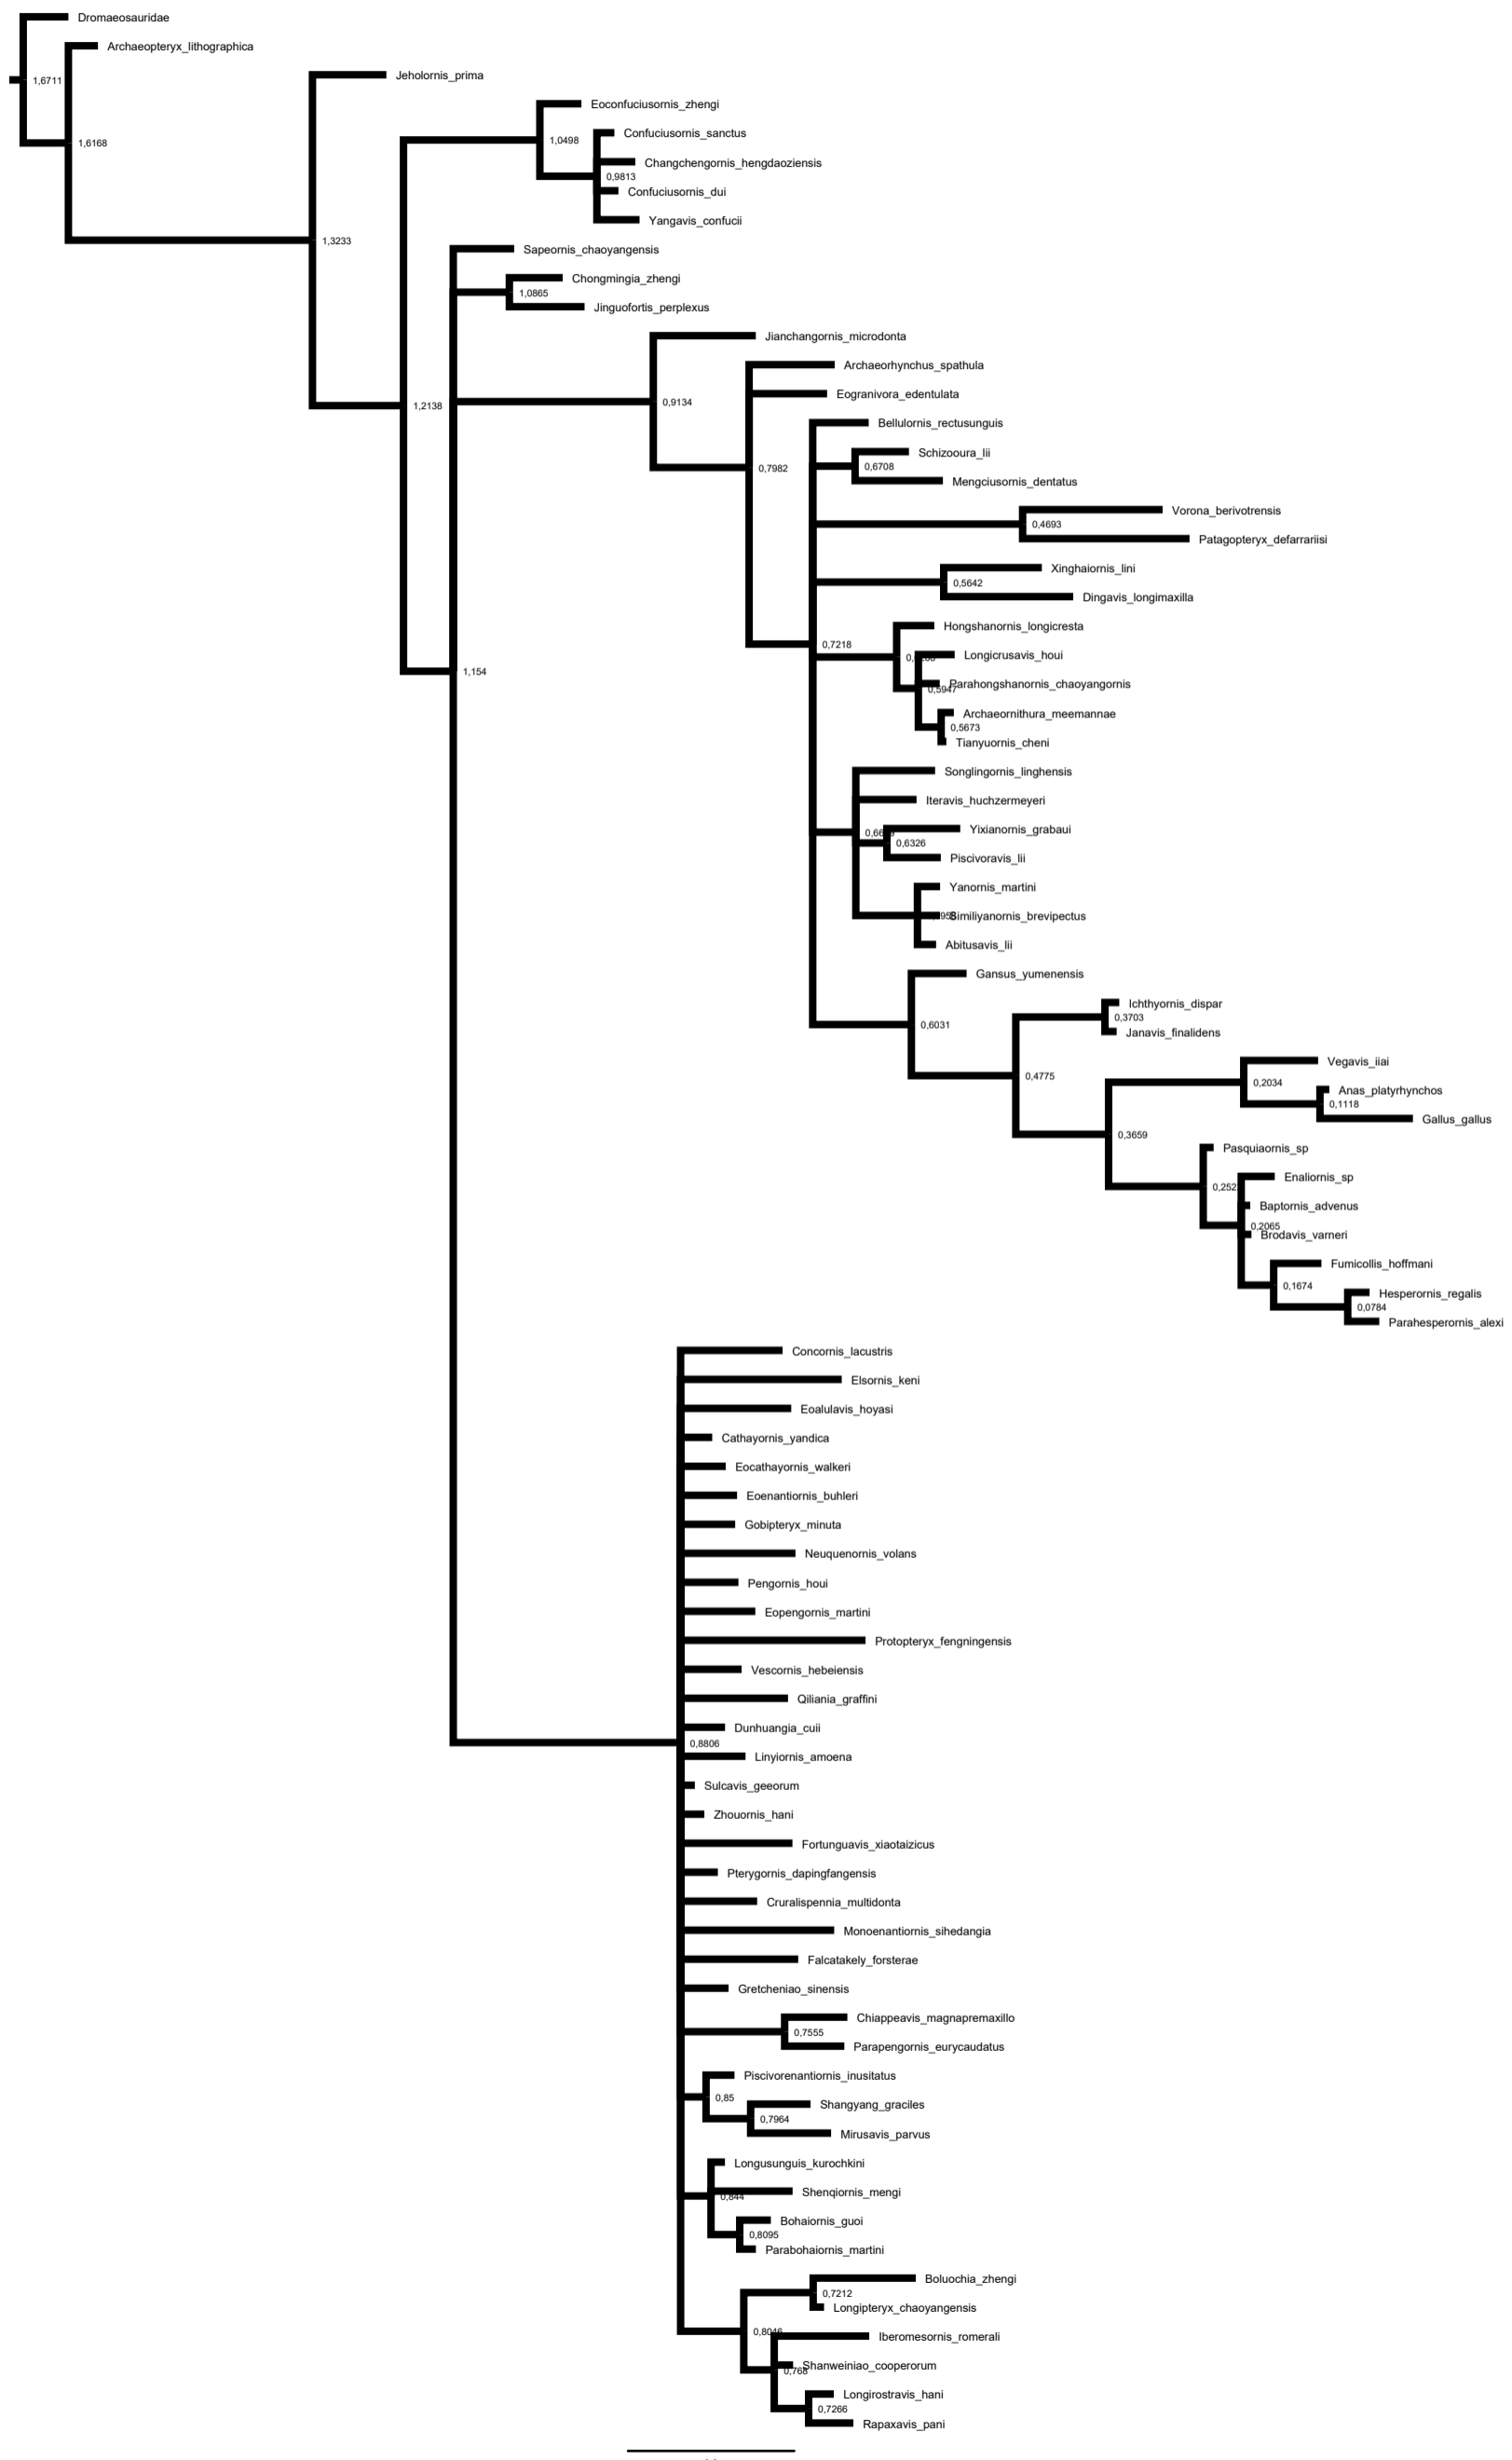 Dromaeosauridae
Archaeopteryx_lithographica
Jeholornis_prima
1,6711
Eoconfuciusornis_zhengi
Confuciusornis_sanctus
1,0498
1,6168
Changchengornis_hengdaoziensis
0,9813
Confuciusornis_dui
Yangavis_confucii
1,3233
Sapeornis_chaoyangensis
Chongmingia_zhengi
1,0865
Jinguofortis_perplexus
Jianchangornis_microdonta
Archaeorhynchus_spathula
Eogranivora_edentulata
0,9134
1,2138
Bellulornis_rectusunguis
Schizooura_lii
0,6708
0,7982
Mengciusornis_dentatus
Vorona_berivotrensis
0,4693
Patagopteryx_defarrariisi
Xinghaiornis_lini
0,5642
Dingavis_longimaxilla
Hongshanornis_longicresta
0,7218
Longicrusavis_houi
1,154
Parahongshanornis_chaoyangornis
0,5947
Archaeornithura_meemannae
0,5673
Tianyuornis_cheni
Songlingornis_linghensis
Iteravis_huchzermeyeri
Yixianornis_grabaui
0,6326
Piscivoravis_lii
Yanornis_martini
Similiyanornis_brevipectus
Abitusavis_lii
Gansus_yumenensis
Ichthyornis_dispar
0,3703
0,6031
Janavis_finalidens
Vegavis_iiai
0,4775
0,2034
Anas_platyrhynchos
0,1118
Gallus_gallus
0,3659
Pasquiaornis_sp
Enaliornis_sp
0,252
Baptornis_advenus
0,2065
Brodavis_varneri
Fumicollis_hoffmani
0,1674
Hesperornis_regalis
0,0784
Parahesperornis_alexi
Concornis_lacustris
Elsornis_keni
Eoalulavis_hoyasi
Cathayornis_yandica
Eocathayornis_walkeri
Eoenantiornis_buhleri
Gobipteryx_minuta
Neuquenornis_volans
Pengornis_houi
Eopengornis_martini
Protopteryx_fengningensis
Vescornis_hebeiensis
Qiliania_graffini
Dunhuangia_cuii
0,8806
Linyiornis_amoena
Sulcavis_geeorum
Zhouornis_hani
Fortunguavis_xiaotaizicus
Pterygornis_dapingfangensis
Cruralispennia_multidonta
Monoenantiornis_sihedangia
Falcatakely_forsterae
Gretcheniao_sinensis
Chiappeavis_magnapremaxillo
0,7555
Parapengornis_eurycaudatus
Piscivorenantiornis_inusitatus
0,85
Shangyang_graciles
0,7964
Mirusavis_parvus
Longusunguis_kurochkini
Shenqiornis_mengi
0,844
Bohaiornis_guoi
0,8095
Parabohaiornis_martini
Boluochia_zhengi
0,7212
Longipteryx_chaoyangensis
0,8046
Iberomesornis_romerali
Shanweiniao_cooperorum
0,768
Longirostravis_hani
0,7266
Rapaxavis_pani